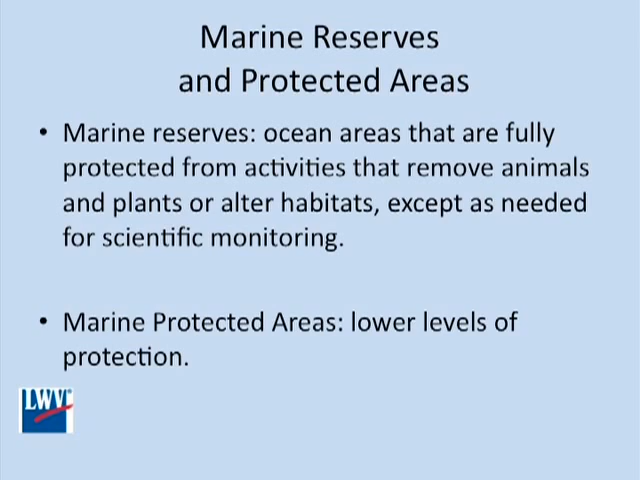 Marine Reserves
and Protected Areas
• Marine reserves: ocean areas that are fully
protected from activities that remove animals
and plants or alter habitats, except as needed
for scientific monitoring.
• Marine Protected Areas: lower levels of
protection.
LWV